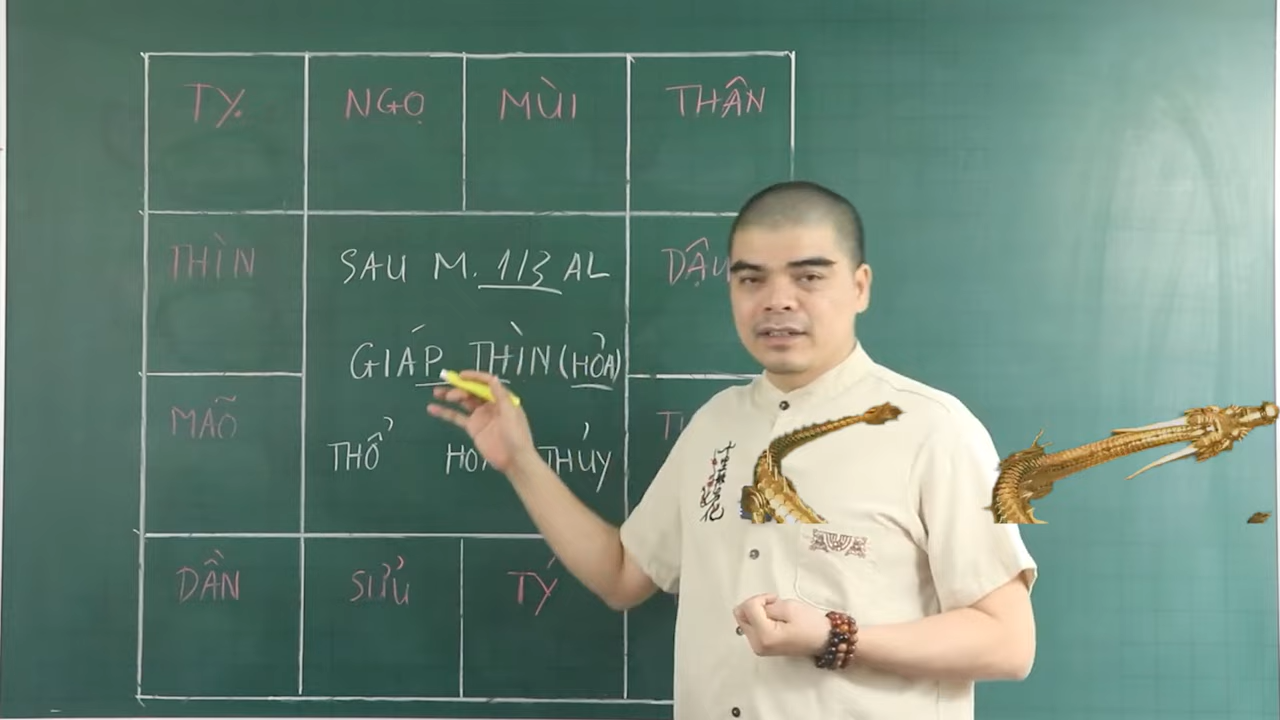 TỴ NGỌ MÙI THÂN
THÌN
SAU M. 1/3 AL
DẬU
GIÁP THÌN (HỎA)
MÃO
THỔ THỦY
DẦN SỬU TÝ